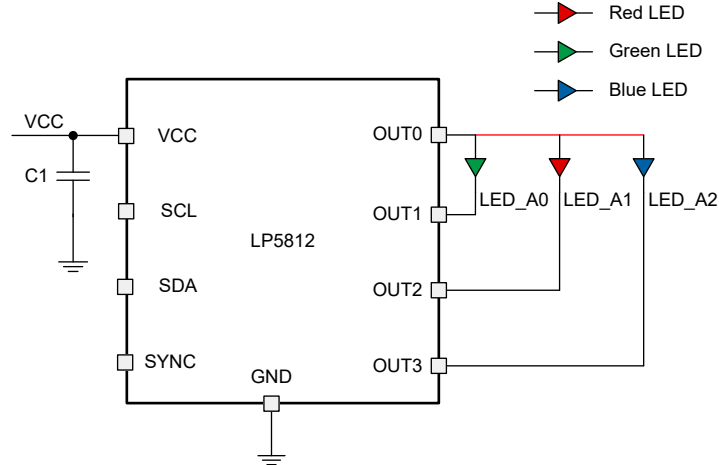 Red LED
Green LED
Blue LED
VCC
C1
VCC
SCL
SDA
SYNC
LP5812
GND
OUT0
OUT1
OUT2
OUT3
LED_A0
LED_A1
LED_A2